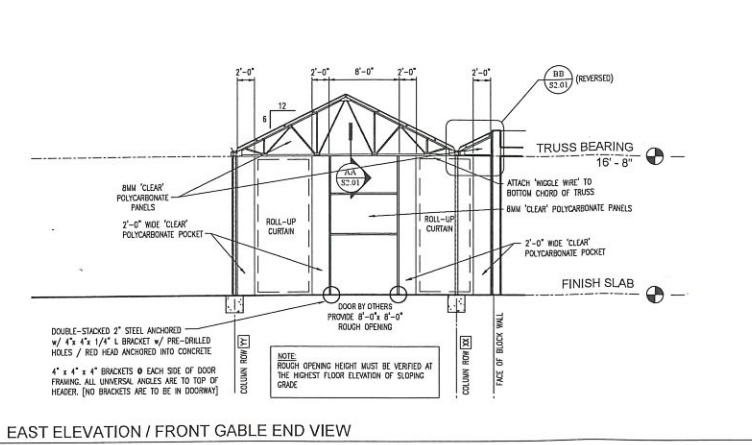 2'-0"
2'-0"
8'-0"
2'-0"
2'-0"
BB
S2.01
(REVERSED)
12
6
TRUSS BEARING
16' - 8"
AA
S2.01
8MM 'CLEAR'
POLYCARBONATE
PANELS
ATTACH 'WIGGLE WIRE' TO
BOTTOM CHORD OF TRUSS
8MM 'CLEAR' POLYCARBONATE PANELS
ROLL-UP
CURTAIN
ROLL-UP
CURTAIN
2'-0" WIDE 'CLEAR'
POLYCARBONATE POCKET
2'-0" WIDE 'CLEAR'
POLYCARBONATE POCKET
FINISH SLAB
DOOR BY OTHERS
PROVIDE 8'-0"x 8'-0"
ROUGH OPENING
DOUBLE-STACKED 2" STEEL ANCHORED
w/ 4"x 4"x 1/4" L BRACKET w/ PRE-DRILLED
HOLES / RED HEAD ANCHORED INTO CONCRETE
4" x 4" x 4" BRACKETS @ EACH SIDE OF DOOR
FRAMING. ALL UNIVERSAL ANGLES ARE TO TOP OF
HEADER. [NO BRACKETS ARE TO BE IN DOORWAY]
COLUMN ROW YY
NOTE:
ROUGH OPENING HEIGHT MUST BE VERIFIED AT
THE HIGHEST FLOOR ELEVATION OF SLOPING
GRADE
COLUMN ROW XX
FACE OF BLOCK WALL
EAST ELEVATION / FRONT GABLE END VIEW